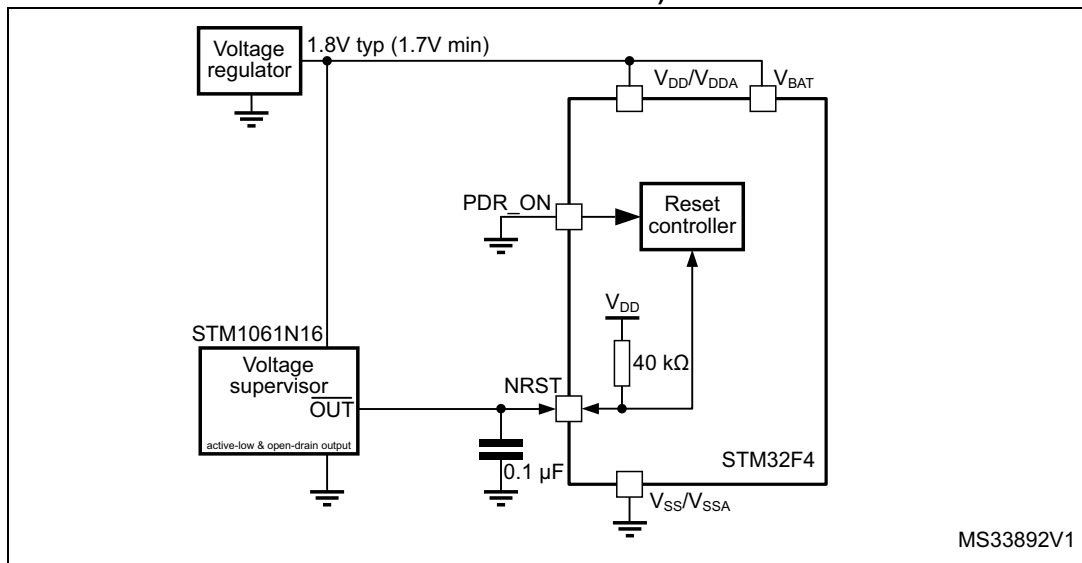 Voltage
regulator
1.8V typ (1.7V min)
VDD/VDDA
VBAT
PDR_ON
Reset
controller
VDD
40 kΩ
STM1061N16
Voltage
supervisor
OUT
active-low & open-drain output
NRST
0.1 µF
STM32F4
VSS/VSSA
MS33892V1